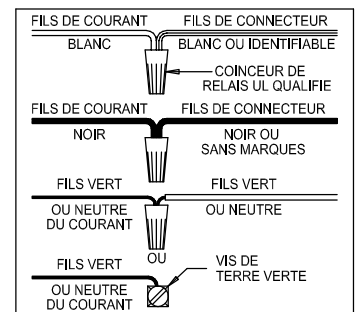 FILS DE COURANT FILS DE CONNECTEUR
BLANC BLANC OU IDENTIFIABLE
COINCEUR DE
RELAIS UL QUALIFIE
FILS DE COURANT FILS DE CONNECTEUR
NOIR NOIR OU
SANS MARQUES
FILS VERT FILS VERT
OU NEUTRE OU NEUTRE
DU COURANT
OU
FILS VERT VIS DE
TERRE VERTE
OU NEUTRE
DU COURANT